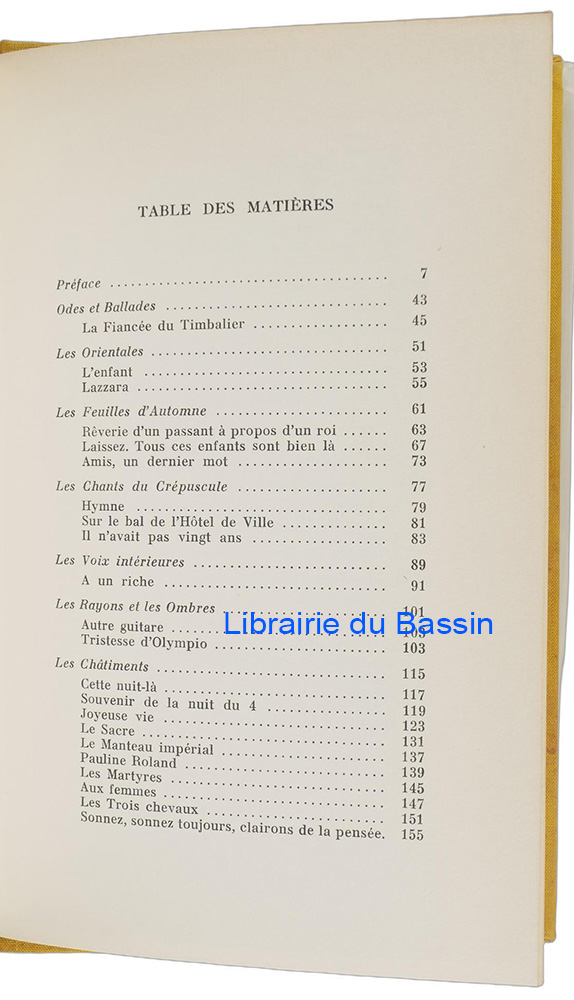 TABLE DES MATIÈRES
Préface ........................................ 7
Odes et Ballades ................................ 43
La Fiancée du Timbalier ................... 45
Les Orientales .................................. 51
L'enfant ................................... 53
Lazzara .................................... 55
Les Feuilles d'Automne ......................... 61
Rêverie d'un passant à propos d'un roi ...... 63
Laissez. Tous ces enfants sont bien là ....... 67
Amis, un dernier mot ....................... 73
Les Chants du Crépuscule ....................... 77
Hymne ..................................... 79
Sur le bal de l'Hôtel de Ville ............... 81
Il n'avait pas vingt ans .................... 83
Les Voix intérieures ............................ 89
A un riche ................................ 91
Les Rayons et les Ombres ....................... 101
Autre guitare
Librairie du Bassin
Tristesse d'Olympio ........................ 103
Les Châtiments .................................. 115
Cette nuit-là ............................... 117
Souvenir de la nuit du 4 .................. 119
Joyeuse vie ................................ 123
Le Sacre ................................... 131
Le Manteau impérial ....................... 137
Pauline Roland ............................. 139
Les Martyres ............................... 145
Aux femmes ................................ 147
Les Trois chevaux .......................... 151
Sonnez, sonnez toujours, clairons de la pensée. 155